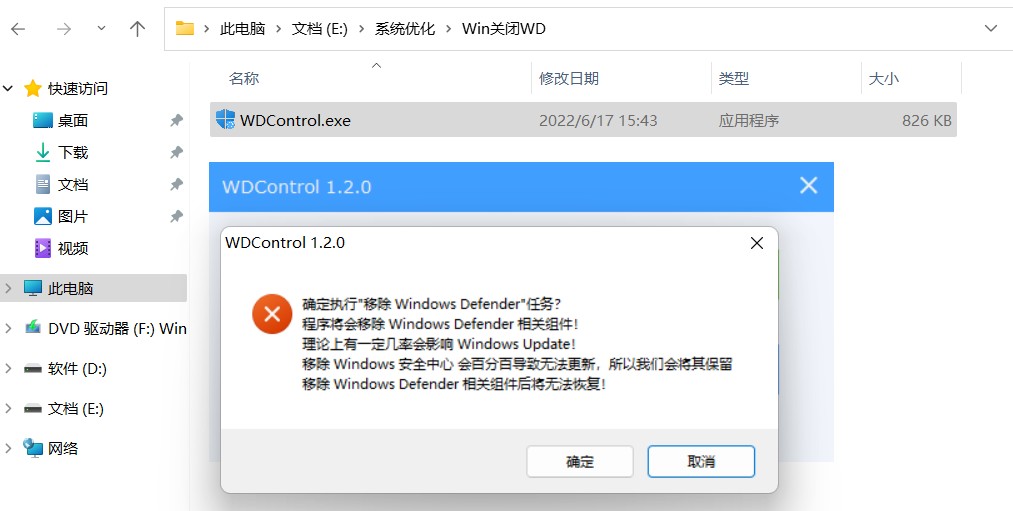 此电脑 文档 (E:) 系统优化 Win关闭WD
名称 修改日期 类型 大小
快速访问
WDControl.exe 2022/6/17 15:43 应用程序 826 KB
桌面
下载
文档
图片
视频
此电脑
DVD 驱动器 (F:) Win
软件 (D:)
文档 (E:)
网络
WDControl 1.2.0
WDControl 1.2.0
确定执行"移除 Windows Defender"任务?
程序将会移除 Windows Defender 相关组件!
理论上有一定几率会影响 Windows Update!
移除 Windows 安全中心 会百分百导致无法更新，所以我们会将其保留
移除 Windows Defender 相关组件后将无法恢复!
确定 取消